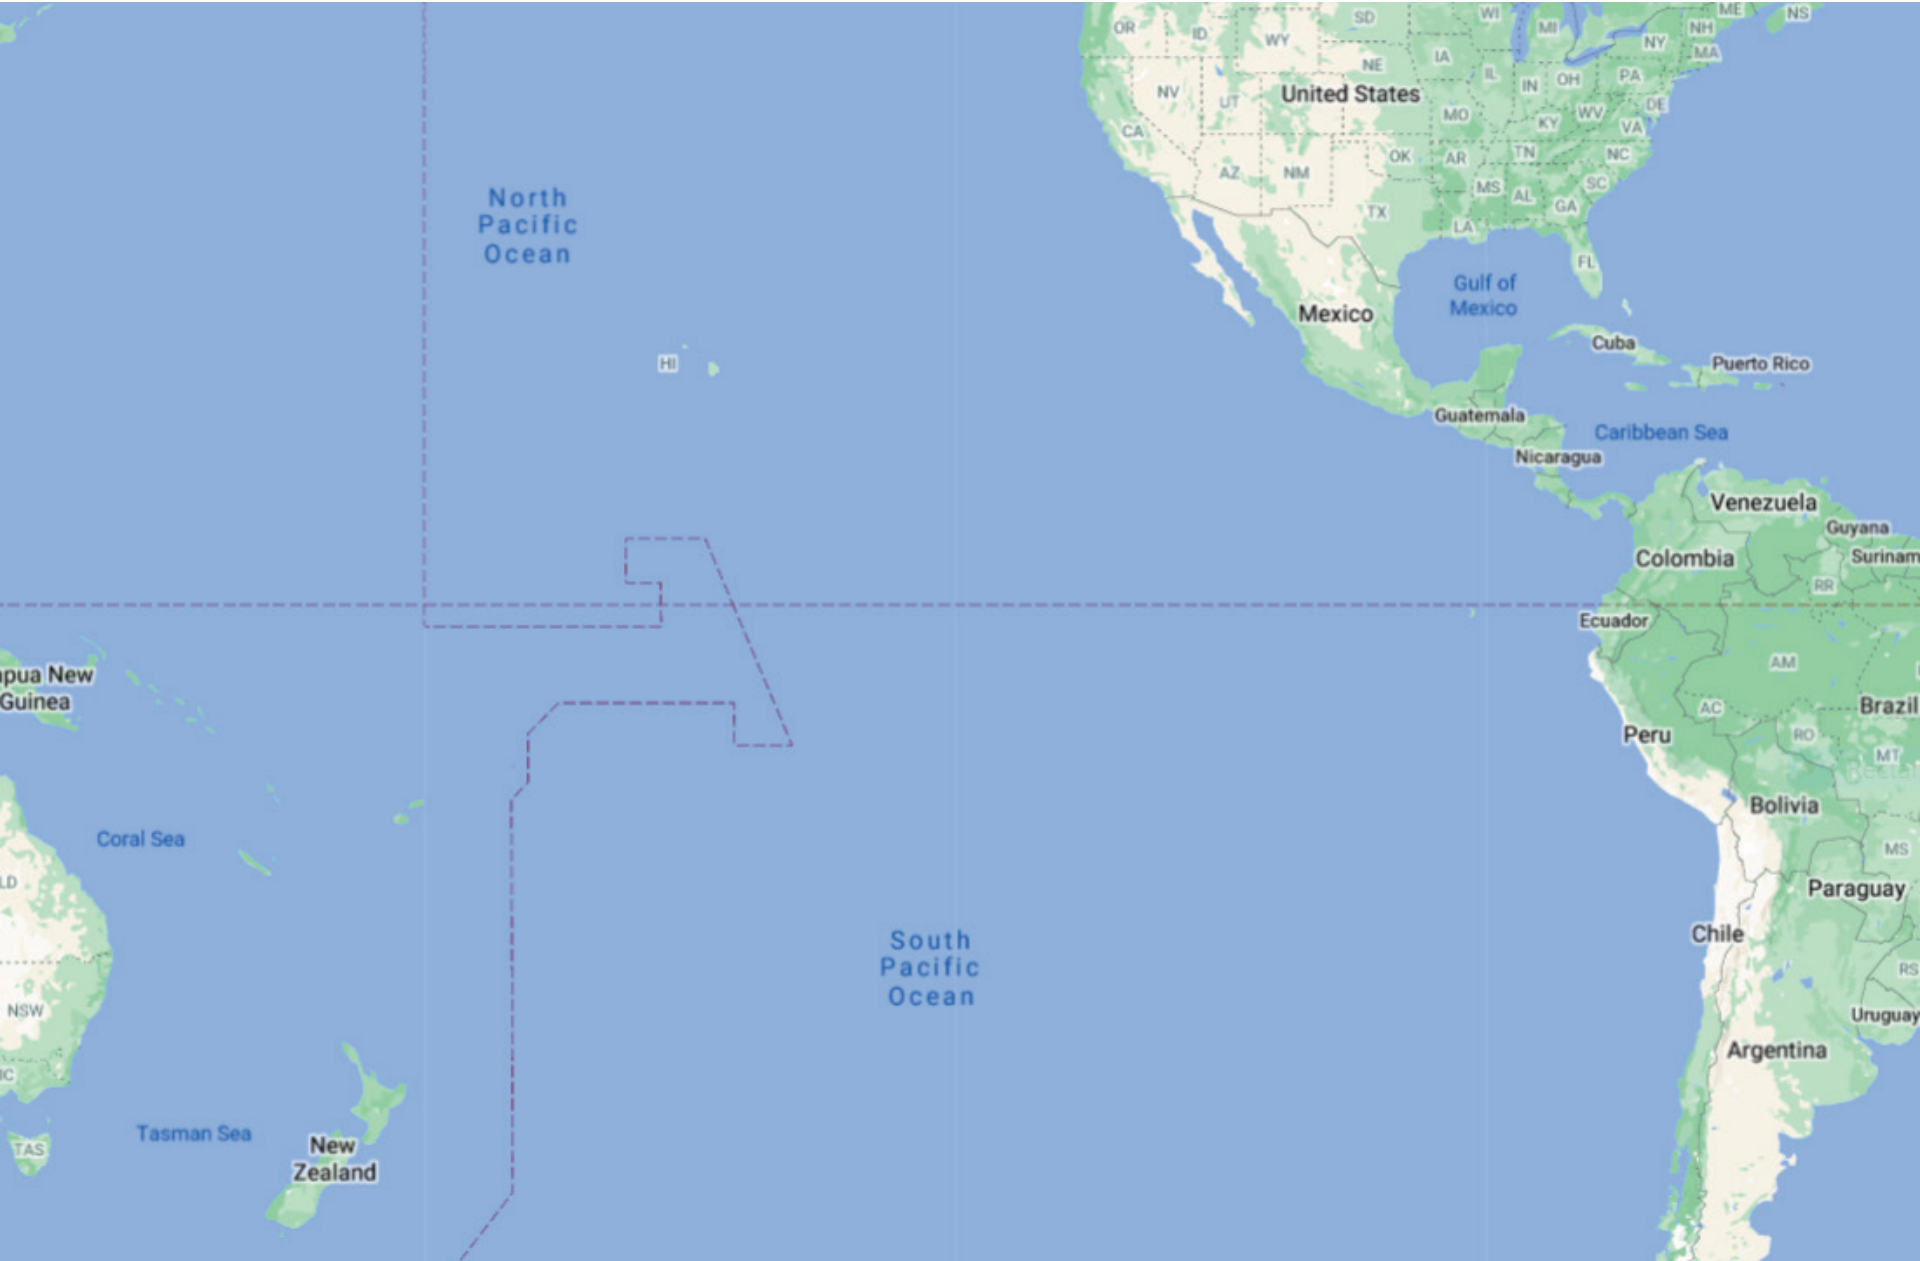 OR
ID
WY
SD
WI
MI
ME
NS
NH
NY
MA
NE
IA
IL
IN
OH
PA
NV
UT
United States
MO
KY
WV
DE
VA
CA
AZ
NM
OK
AR
TN
NC
MS
AL
SC
GA
TX
LA
FL
North
Pacific
Ocean
Gulf of
Mexico
Mexico
HI
Cuba
Puerto Rico
Guatemala
Caribbean Sea
Nicaragua
Venezuela
Guyana
Colombia
Surinam
RR
Ecuador
apua New
Guinea
AM
AC
Brazil
Peru
RO
MT
Bolivia
Coral Sea
MS
LD
Paraguay
Chile
South
Pacific
Ocean
RS
NSW
Uruguay
Argentina
IC
Tasman Sea
TAS
New
Zealand